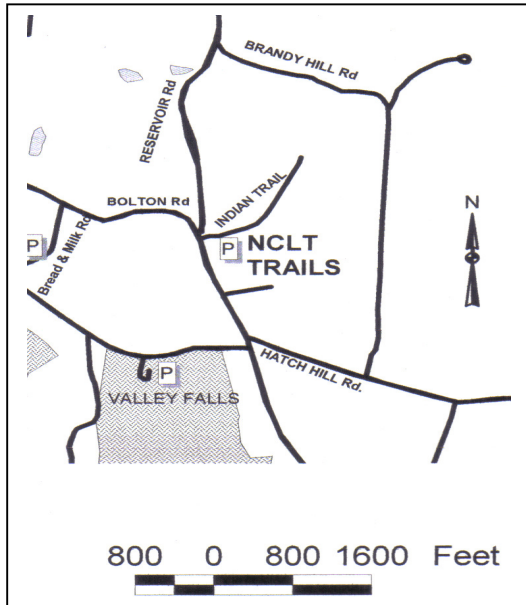 BRANDY HILL Rd
RESERVOIR Rd
BOLTON Rd
INDIAN TRAIL
N
P
Bread & Milk Rd
P
NCLT
TRAILS
HATCH HILL Rd.
P
VALLEY FALLS
800 0 800 1600 Feet